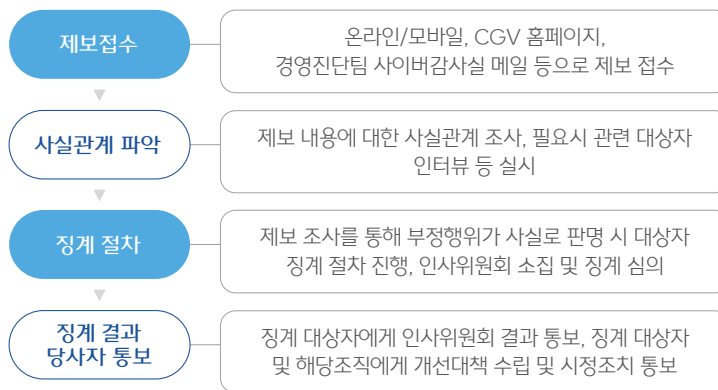 제보접수
온라인/모바일, CGV 홈페이지,
경영진단팀 사이버감사실 메일 등으로 제보 접수
사실관계 파악
제보 내용에 대한 사실관계 조사, 필요시 관련 대상자
인터뷰 등 실시
징계 절차
제보 조사를 통해 부정행위가 사실로 판명 시 대상자
징계 절차 진행, 인사위원회 소집 및 징계 심의
징계 결과
당사자 통보
징계 대상자에게 인사위원회 결과 통보, 징계 대상자
및 해당조직에게 개선대책 수립 및 시정조치 통보